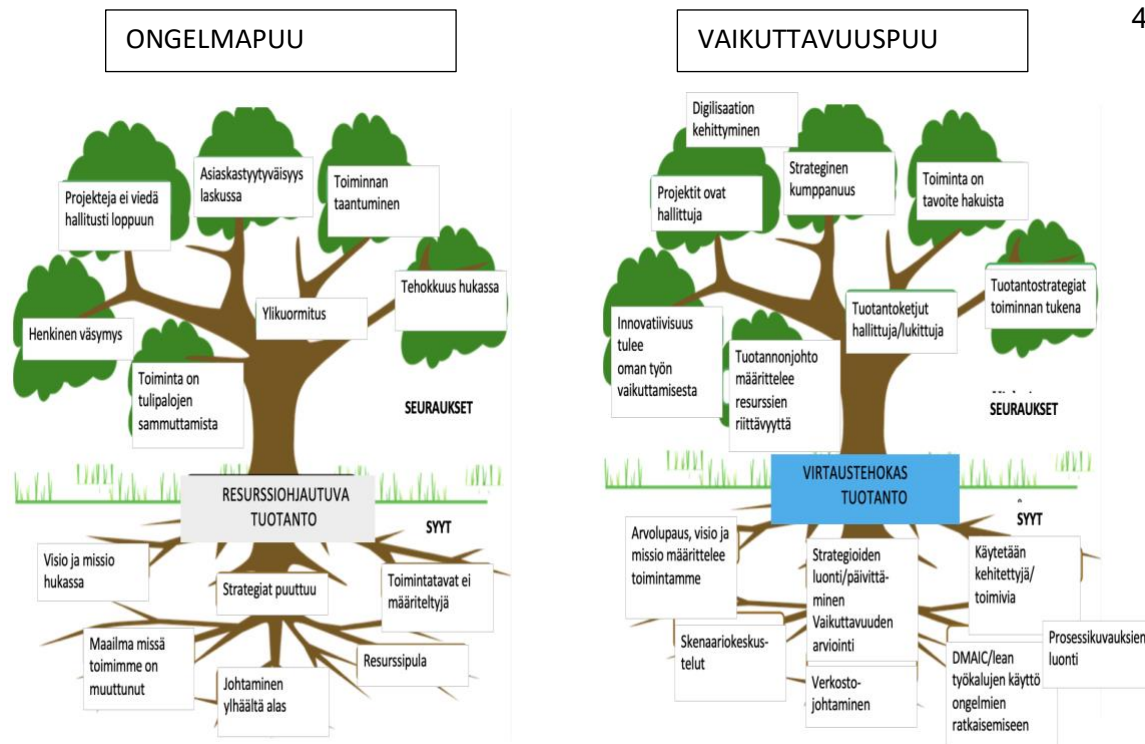 4
ONGELMAPUU
Projekteja ei viedä
hallitusti loppuun
Asiaskastyytyväisyys
laskussa
Toiminnan
taantuminen
Henkinen väsymys
Ylikuormitus
Tehokkuus hukassa
Toiminta on
tulipalojen
sammuttamista
SEURAUKSET
RESURSSIOHJAUTUVA
TUOTANTO
SYYT
Visio ja missio
hukassa
Strategiat puuttuu
Toimintatavat ei
määriteltyjä
Maailma missä
toimimme on
muuttunut
Johtaminen
ylhäältä alas
Resurssipula
VAIKUTTAVUUSPUU
Digilisaation
kehittyminen
Projektit ovat
hallittuja
Strateginen
kumppanuus
Toiminta on
tavoite hakuista
Innovatiivisuus
tulee
oman työn
vaikuttamisesta
Tuotannonjohto
määrittelee
resurssien
riittävyyttä
Tuotantoketjut
hallittuja/lukittuja
Tuotantostrategiat
toiminnan tukena
SEURAUKSET
VIRTAUSTEHOKAS
TUOTANTO
SYYT
Arvolupaus, visio ja
missio määrittelee
toimintamme
Strategioiden
luonti/päivittä-
minen
Vaikuttavuuden
arviointi
Käytetään
kehitettyjä/
toimivia
Skenaariokeskus-
telut
Verkosto-
johtaminen
DMAIC/lean
työkalujen käyttö
ongelmien
ratkaisemiseen
Prosessikuvauksien
luonti